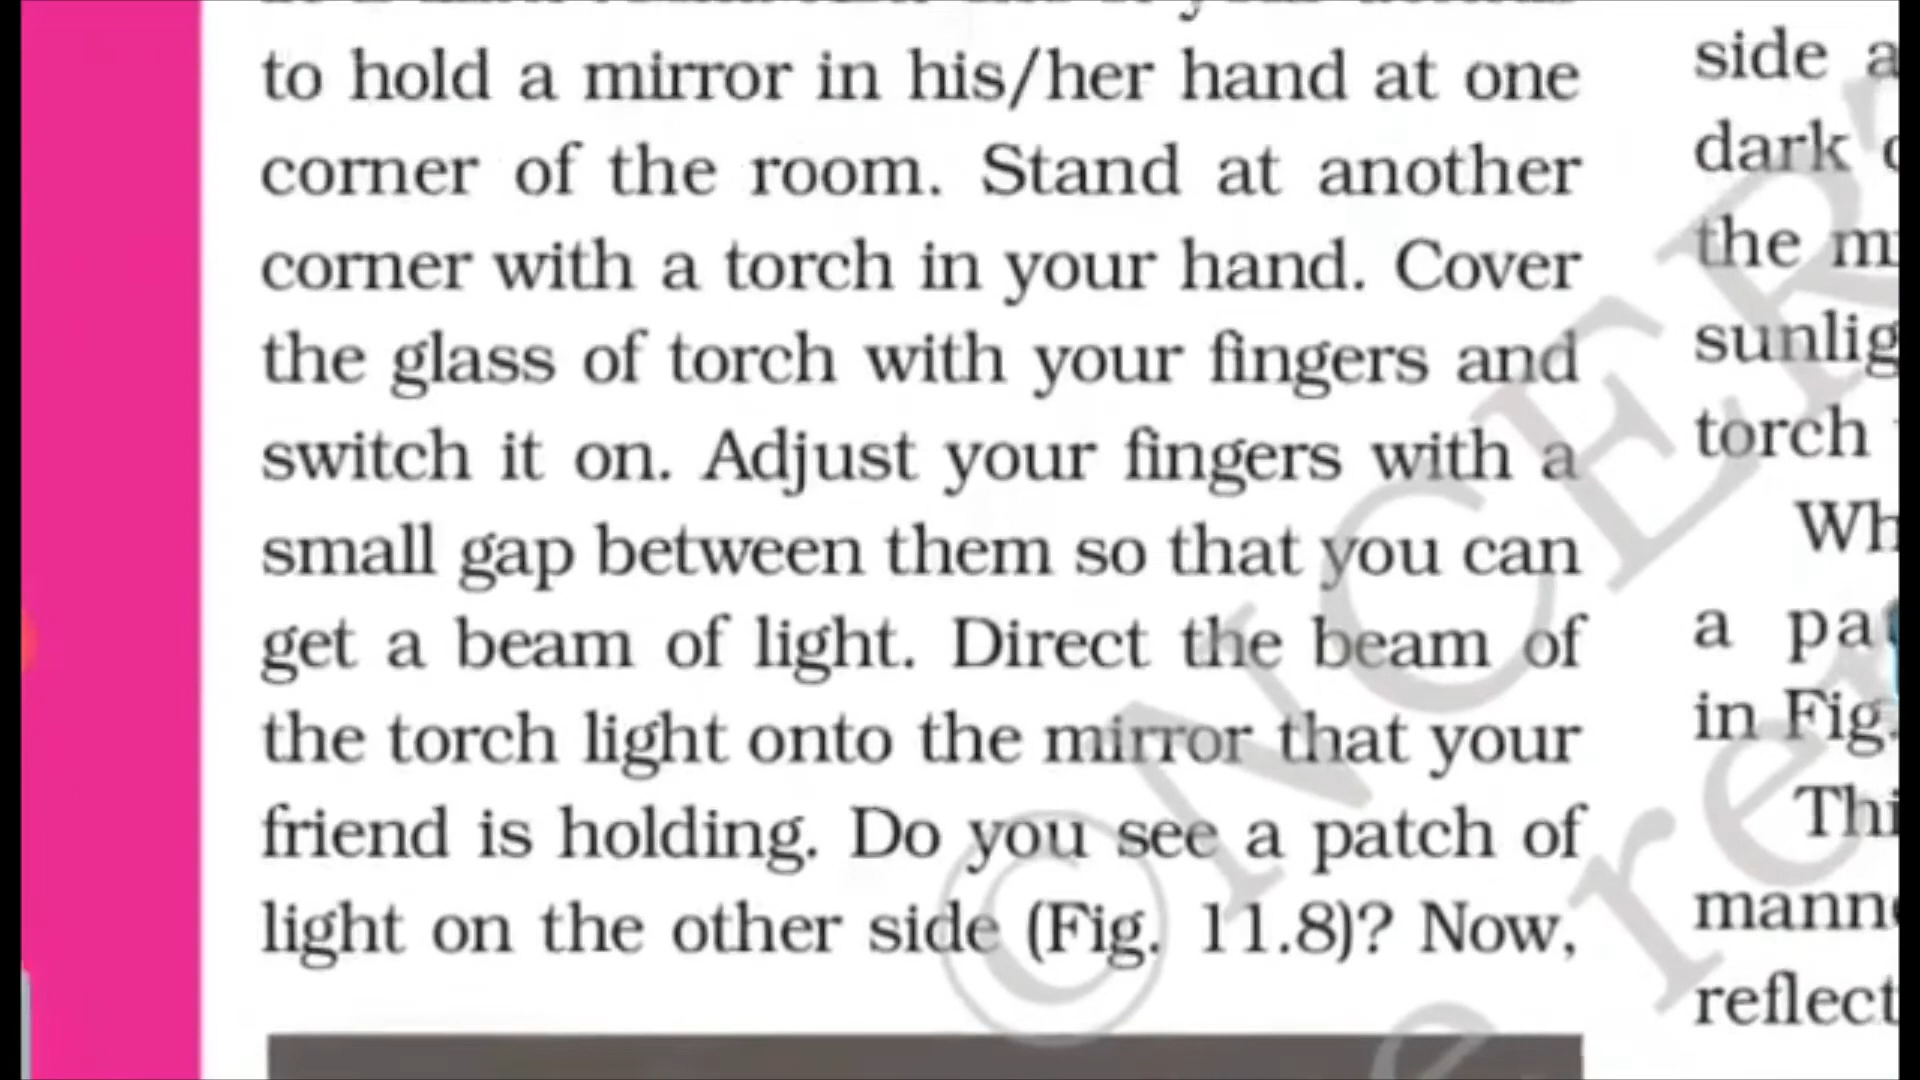 to hold a mirror in his/her hand at one
corner of the room. Stand at another
corner with a torch in your hand. Cover
the glass of torch with your fingers and
switch it on. Adjust your fingers with a
small gap between them so that you can
get a beam of light. Direct the beam of
the torch light onto the mirror that your
friend is holding. Do you see a patch of
light on the other side (Fig. 11.8)? Now,
side
dark
the
torch
a
in Fig.
©NCERT